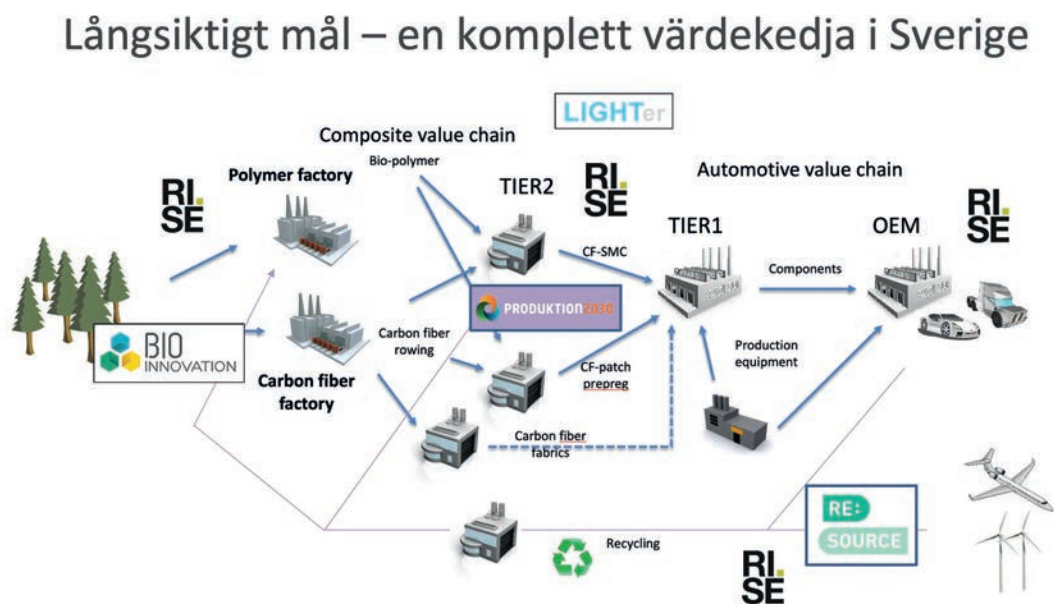 Långsiktigt mål – en komplett värdekedja i Sverige
LIGHTer
Composite value chain
Bio-polymer
RI.
SE
Polymer factory
TIER2
RI.
SE
Automotive value chain
TIER1
OEM
RI.
SE
CF-SMC
Components
BIO
INNOVATION
PRODUKTION2030
Carbon fiber
rowing
Carbon fiber
factory
CF-patch
prepreg
Production
equipment
Carbon fiber
fabrics
RE:
SOURCE
Recycling
RI.
SE